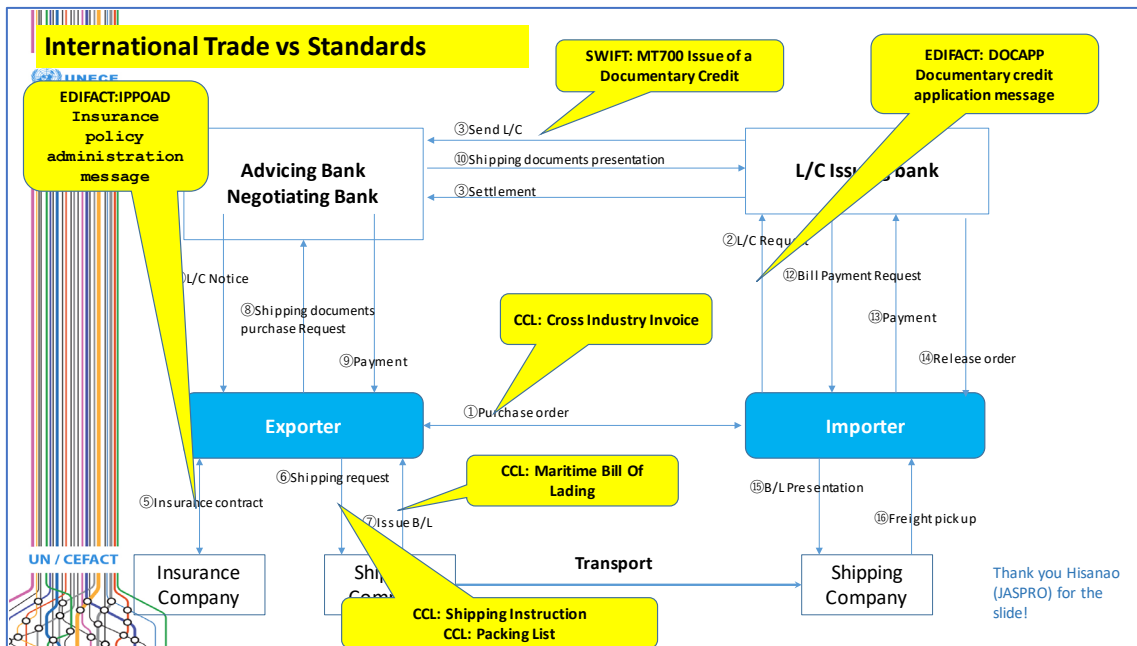 International Trade vs Standards
UNECE
SWIFT: MT700 Issue of a
Documentary Credit
EDIFACT: DOCAPP
Documentary credit
application message
EDIFACT:IPPOAD
Insurance
policy
administration
message
③Send L/C
⑩Shipping documents presentation
③Settlement
Advicing Bank
Negotiating Bank
L/C Issuing bank
②L/C Request
L/C Notice
⑫Bill Payment Request
⑧Shipping documents
purchase Request
CCL: Cross Industry Invoice
⑬Payment
⑨Payment
⑭Release order
①Purchase order
Exporter
Importer
⑥Shipping request
CCL: Maritime Bill Of
Lading
⑤Insurance contract
⑮B/L Presentation
⑦Issue B/L
⑯Freight pick up
UN / CEFACT
Transport
Insurance
Company
Shipping
Company
CCL: Shipping Instruction
CCL: Packing List
Thank you Hisanao
(JASPRO) for the
slide!